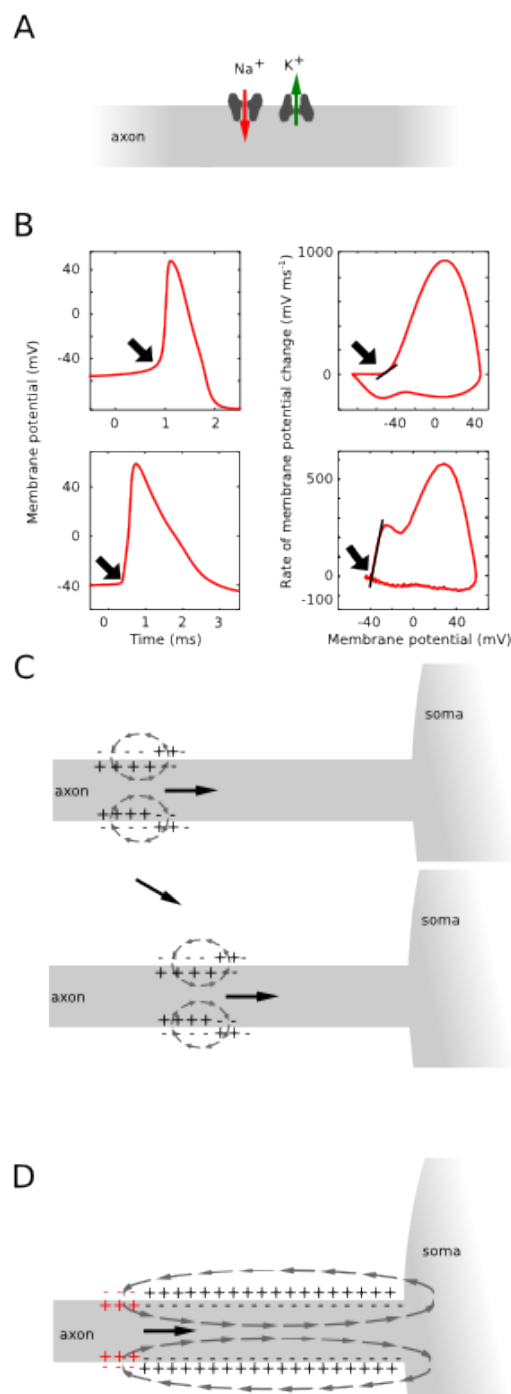 A
Na+ K+
axon
B
Membrane potential (mV)
40
0
-40
0 1 2
Rate of membrane potential change (mV ms-1)
1000
0
-40 0 40
40
0
-40
0 1 2 3
Time (ms)
500
0
-100
-40 0 40
Membrane potential (mV)
C
soma
axon
soma
axon
D
soma
axon